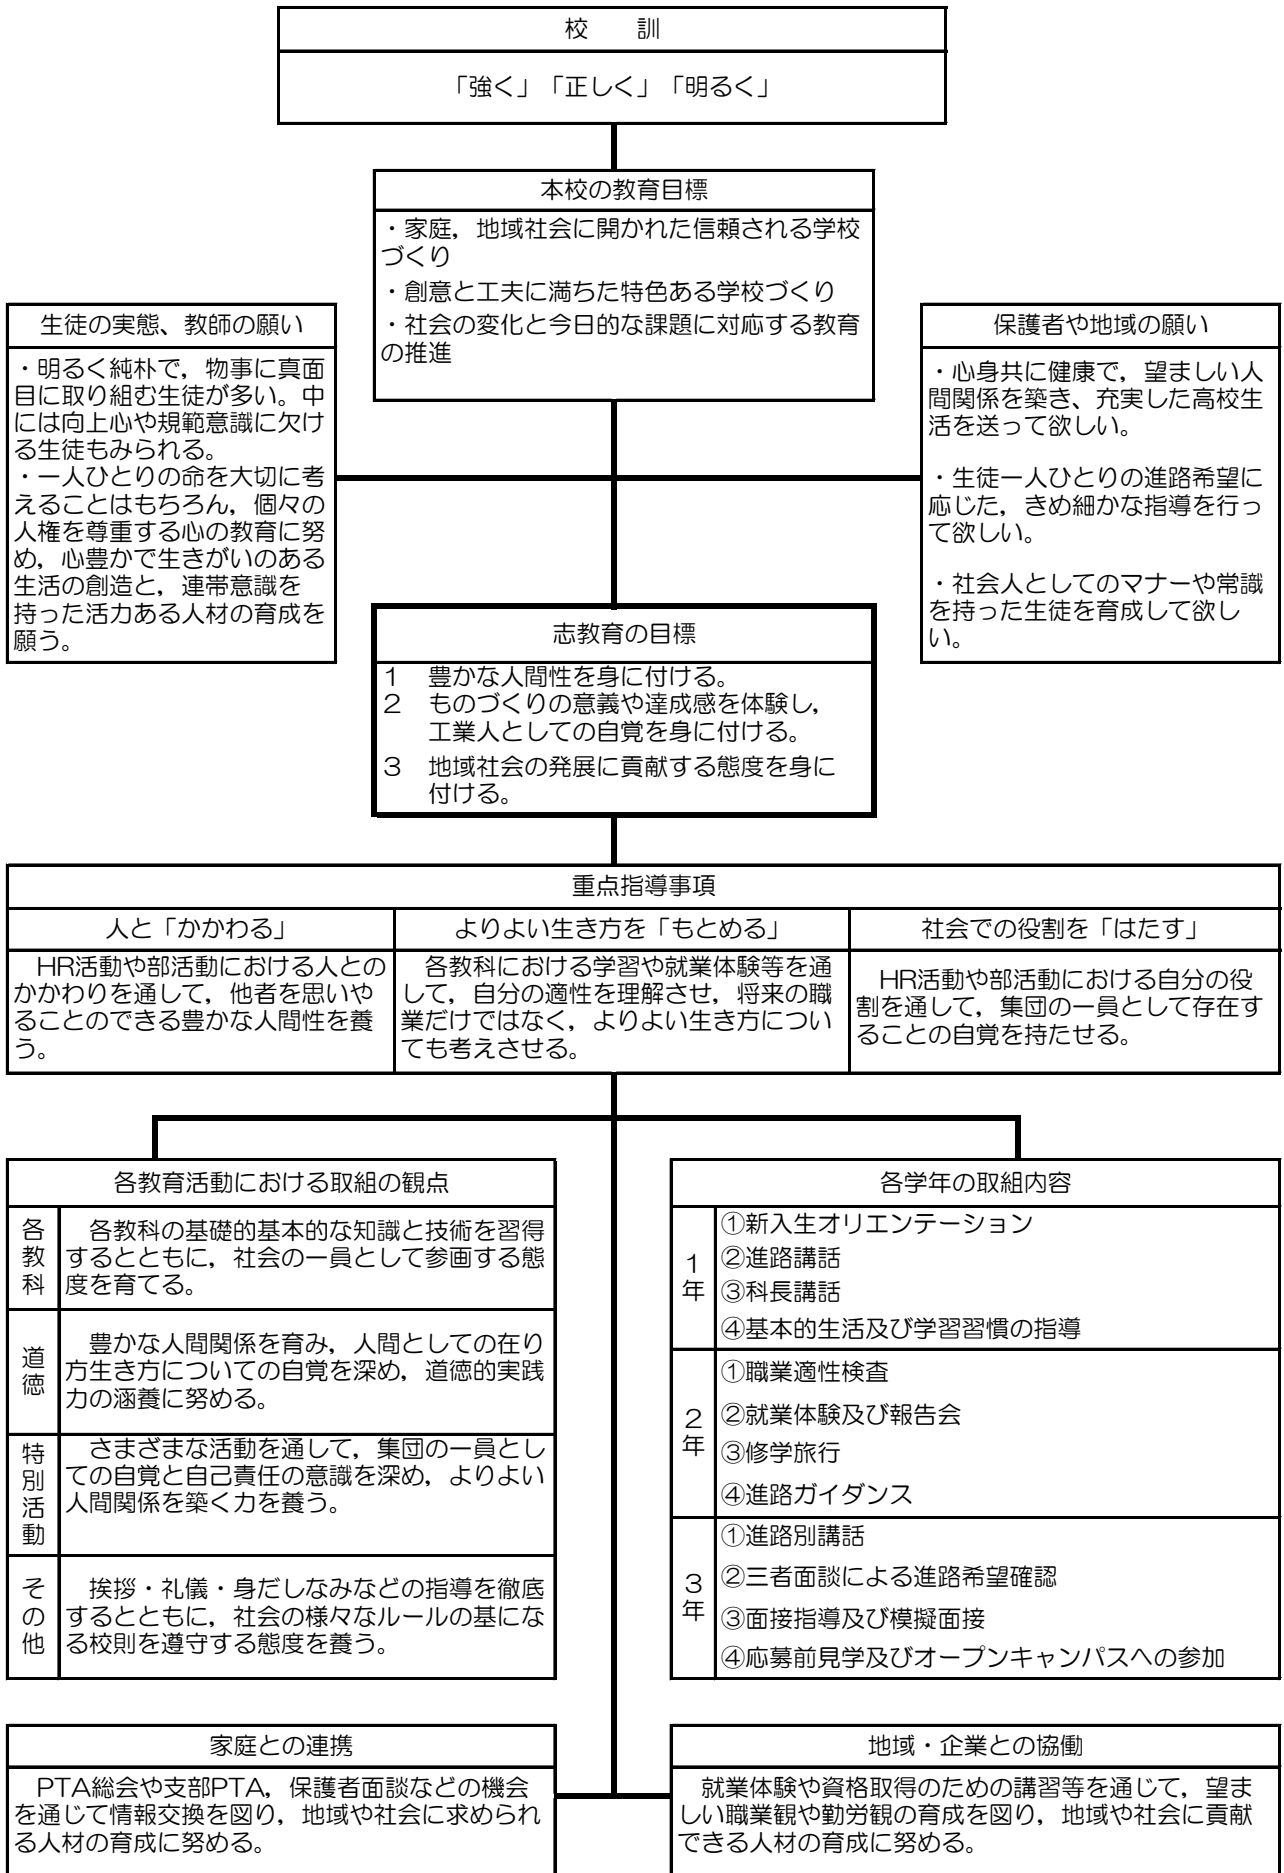 校　訓
「強く」「正しく」「明るく」
本校の教育目標
・家庭，地域社会に開かれた信頼される学校
づくり
・創意と工夫に満ちた特色ある学校づくり
・社会の変化と今日的な課題に対応する教育
の推進
生徒の実態、教師の願い
・明るく純朴で，物事に真面
目に取り組む生徒が多い。中
には向上心や規範意識に欠け
る生徒もみられる。
・一人ひとりの命を大切に考
えることはもちろん，個々の
人権を尊重する心の教育に努
め，心豊かで生きがいのある
生活の創造と，連帯意識を
持った活力ある人材の育成を
願う。
保護者や地域の願い
・心身共に健康で，望ましい人
間関係を築き、充実した高校生
活を送って欲しい。
・生徒一人ひとりの進路希望に
応じた，きめ細かな指導を行っ
て欲しい。
・社会人としてのマナーや常識
を持った生徒を育成して欲し
い。
志教育の目標
１　豊かな人間性を身に付ける。
２　ものづくりの意義や達成感を体験し，
工業人としての自覚を身に付ける。
３　地域社会の発展に貢献する態度を身に
付ける。
重点指導事項
人と「かかわる」
HR活動や部活動における人との
かかわりを通して，他者を思いや
ることのできる豊かな人間性を養
う。
よりよい生き方を「もとめる」
各教科における学習や就業体験等を通
して，自分の適性を理解させ，将来の職
業だけではなく，よりよい生き方につい
ても考えさせる。
社会での役割を「はたす」
HR活動や部活動における自分の役
割を通して，集団の一員として存在す
ることの自覚を持たせる。
各教育活動における取組の観点
各教科
各教科の基礎的基本的な知識と技術を習得
するとともに，社会の一員として参画する態
度を育てる。
道徳
豊かな人間関係を育み，人間としての在り
方生き方についての自覚を深め，道徳的実践
力の涵養に努める。
特別活動
さまざまな活動を通して，集団の一員とし
ての自覚と自己責任の意識を深め，よりよい
人間関係を築く力を養う。
その他
挨拶・礼儀・身だしなみなどの指導を徹底
するとともに，社会の様々なルールの基にな
る校則を遵守する態度を養う。
各学年の取組内容
１年
①新入生オリエンテーション
②進路講話
③科長講話
④基本的生活及び学習習慣の指導
２年
①職業適性検査
②就業体験及び報告会
③修学旅行
④進路ガイダンス
３年
①進路別講話
②三者面談による進路希望確認
③面接指導及び模擬面接
④応募前見学及びオープンキャンパスへの参加
家庭との連携
PTA総会や支部PTA，保護者面談などの機会
を通じて情報交換を図り，地域や社会に求められ
る人材の育成に努める。
地域・企業との協働
就業体験や資格取得のための講習等を通じて，望ま
しい職業観や勤労観の育成を図り，地域や社会に貢献
できる人材の育成に努める。